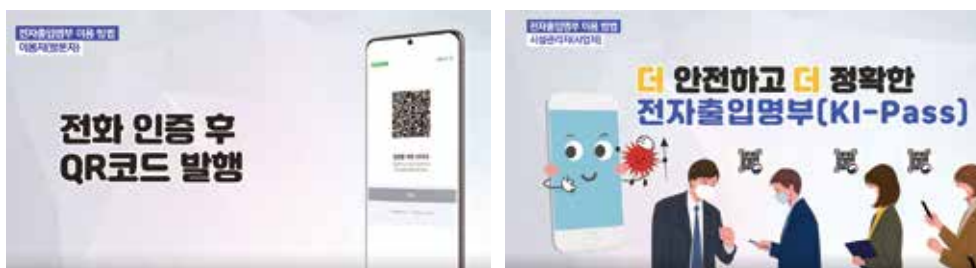 전자출입명부 이용 방법
이용자(방문자)
전화 인증 후
QR코드 발행
전자출입명부 이용 방법
시설관리자(사업자)
더 안전하고 더 정확한
전자출입명부(KI-Pass)